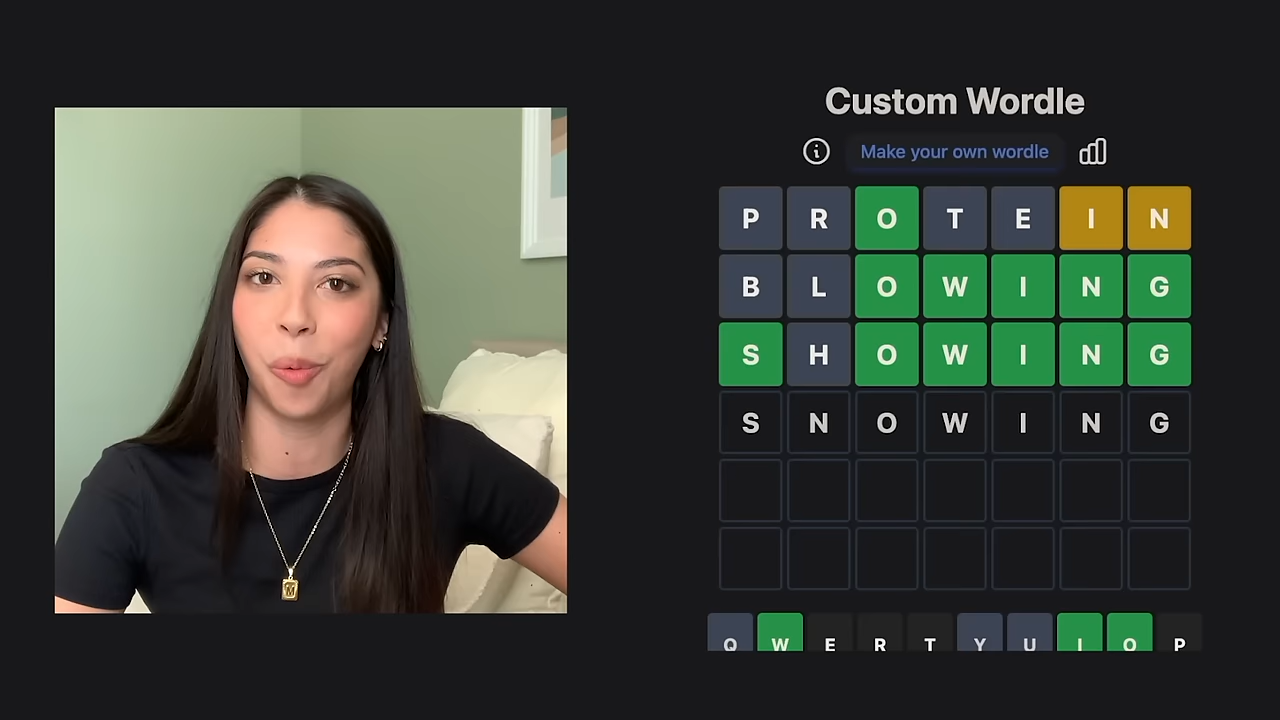 Custom Wordle
Make your own wordle
P R O T E I N
B L O W I N G
S H O W I N G
S N O W I N G
Q W E R T Y U I O P
M